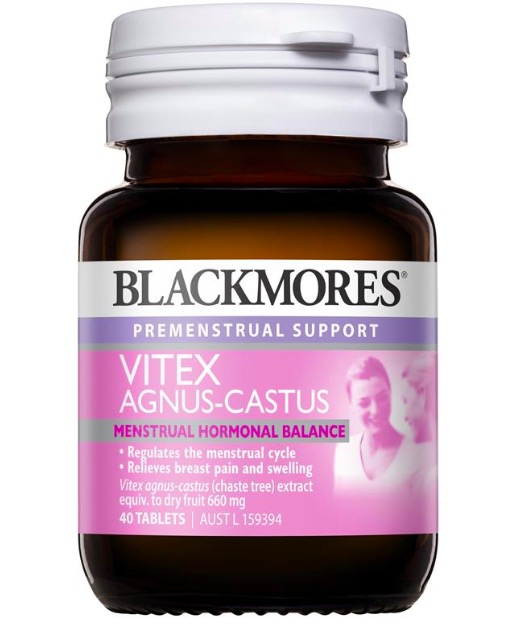 BLACKMORES®
PREMENSTRUAL SUPPORT
VITEX
AGNUS-CASTUS
MENSTRUAL HORMONAL BALANCE
• Regulates the menstrual cycle
• Relieves breast pain and swelling
Vitex agnus-castus (chaste tree) extract
equiv. to dry fruit 660 mg
40 TABLETS | AUST L 159394